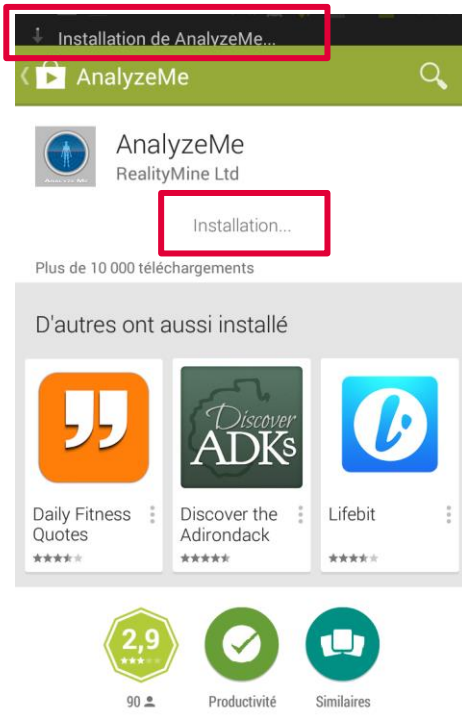 Installation de AnalyzeMe...
AnalyzeMe
AnalyzeMe
RealityMine Ltd
Installation...
Plus de 10 000 téléchargements
D'autres ont aussi installé
Discover
ADKs
Daily Fitness
Quotes
Discover the
Adirondack
Lifebit
2,9
90
Productivité
Similaires